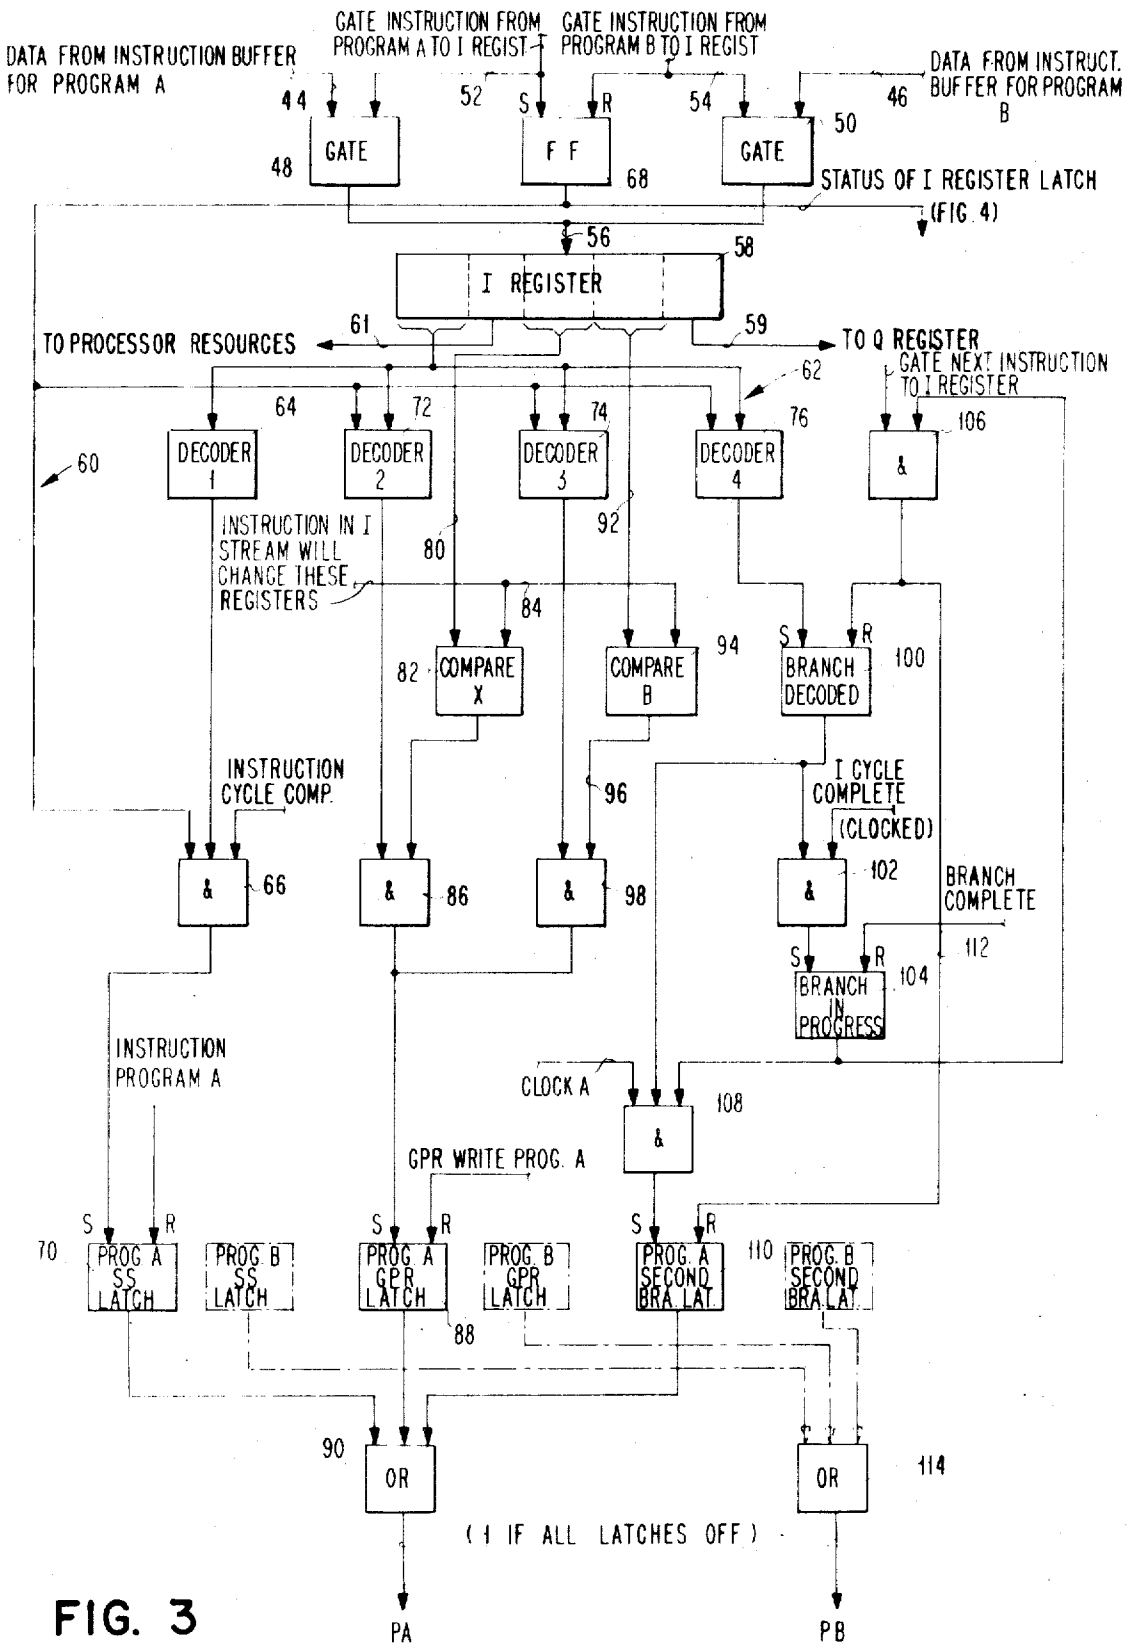 GATE INSTRUCTION FROM
PROGRAM A TO I REGIST
GATE INSTRUCTION FROM
PROGRAM B TO I REGIST
DATA FROM INSTRUCTION BUFFER
FOR PROGRAM A
DATA FROM INSTRUCT.
BUFFER FOR PROGRAM
B
44
52
54
46
S
R
50
GATE
F F
GATE
48
68
STATUS OF I REGISTER LATCH
(FIG. 4)
56
58
I REGISTER
61
59
TO PROCESSOR RESOURCES
TO Q REGISTER
GATE NEXT INSTRUCTION
TO I REGISTER
62
64
72
74
76
106
DECODER
1
DECODER
2
DECODER
3
DECODER
4
&
60
INSTRUCTION IN I
STREAM WILL
CHANGE THESE
REGISTERS
80
92
84
S
R
82
COMPARE
X
COMPARE
B
94
BRANCH
DECODED
100
INSTRUCTION
CYCLE COMP.
96
I CYCLE
COMPLETE
(CLOCKED)
&
66
&
86
&
98
&
102
BRANCH
COMPLETE
S
R
112
BRANCH
IN
PROGRESS
104
INSTRUCTION
PROGRAM A
CLOCK A
108
&
GPR WRITE PROG. A
S
R
S
R
S
R
70
PROG. A
SS
LATCH
PROG. B
SS
LATCH
PROG. A
GPR
LATCH
PROG. B
GPR
LATCH
PROG. A
SECOND
BRA. LAT.
110
PROG. B
SECOND
BRA. LAT.
88
90
OR
OR
114
(1 IF ALL LATCHES OFF)
FIG. 3
PA
PB